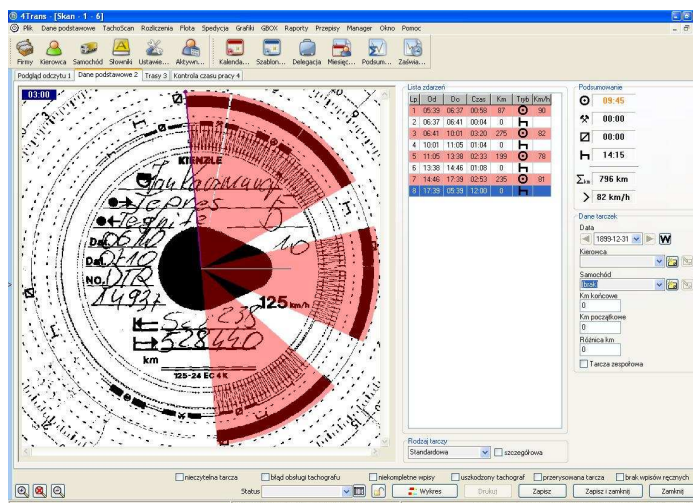 4Trans - [Skan - 1 - 6]
Plik Dane podstawowe TachoScan Rozliczenia Flota Spedycja Grafiki GBOX Raporty Przepisy Manager Okno Pomoc
Firmy Kierowca Samochód Słowniki Ustawie... Aktywn... Kalenda... Szablon... Delegacja Miesięc... Podsum... Zaświa...
Podgląd odczytu 1 Dane podstawowe 2 Trasy 3 Kontrola czasu pracy 4
03:00
KIENZLE
Dat.
Dat.
NO.
125 km/h
528440
km
125-24 EC 4 K
Lista zdarzeń
Lp. Od Do Czas Km Tryb Km/h
1 05:39 06:37 00:58 87 90
2 06:37 06:41 00:04 0
3 06:41 10:01 03:20 275 82
4 10:01 11:05 01:04 0
5 11:05 13:38 02:33 199 78
6 13:38 14:46 01:08 0
7 14:46 17:39 02:53 235 81
8 17:39 05:39 12:00 0
Rodzaj tarczy
Standardowa szczegółowa
Podsumowanie
09:45
00:00
00:00
14:15
Σkm 796 km
> 82 km/h
Dane tarczek
Data
1899-12-31 W
Kierowca
Samochód
(brak)
Km końcowe
0
Km początkowe
0
Różnica km
0
Tarcza zespołowa
nieczytelna tarcza błąd obsługi tachografu niekompletne wpisy uszkodzony tachograf przerysowana tarcza brak wpisów ręcznych
Status Wykres Drukuj Zapisz Zapisz i zamknij Zamknij